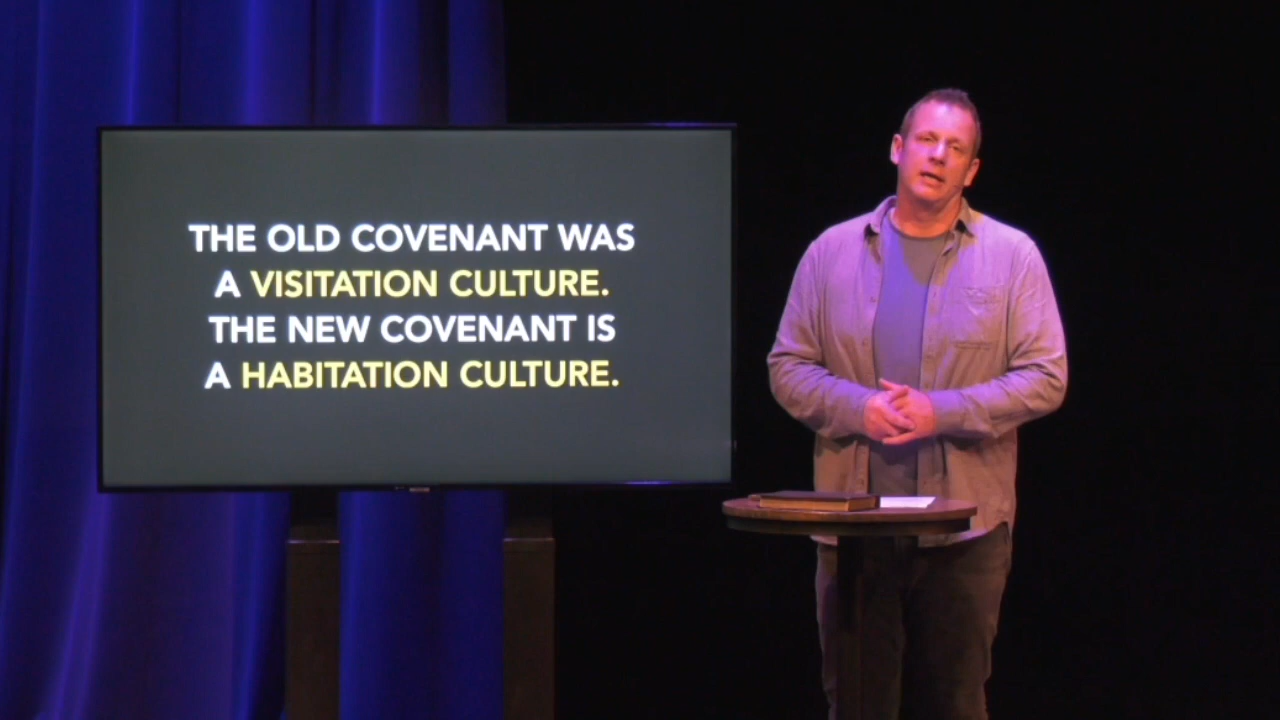 THE OLD COVENANT WAS
A VISITATION CULTURE.
THE NEW COVENANT IS
A HABITATION CULTURE.